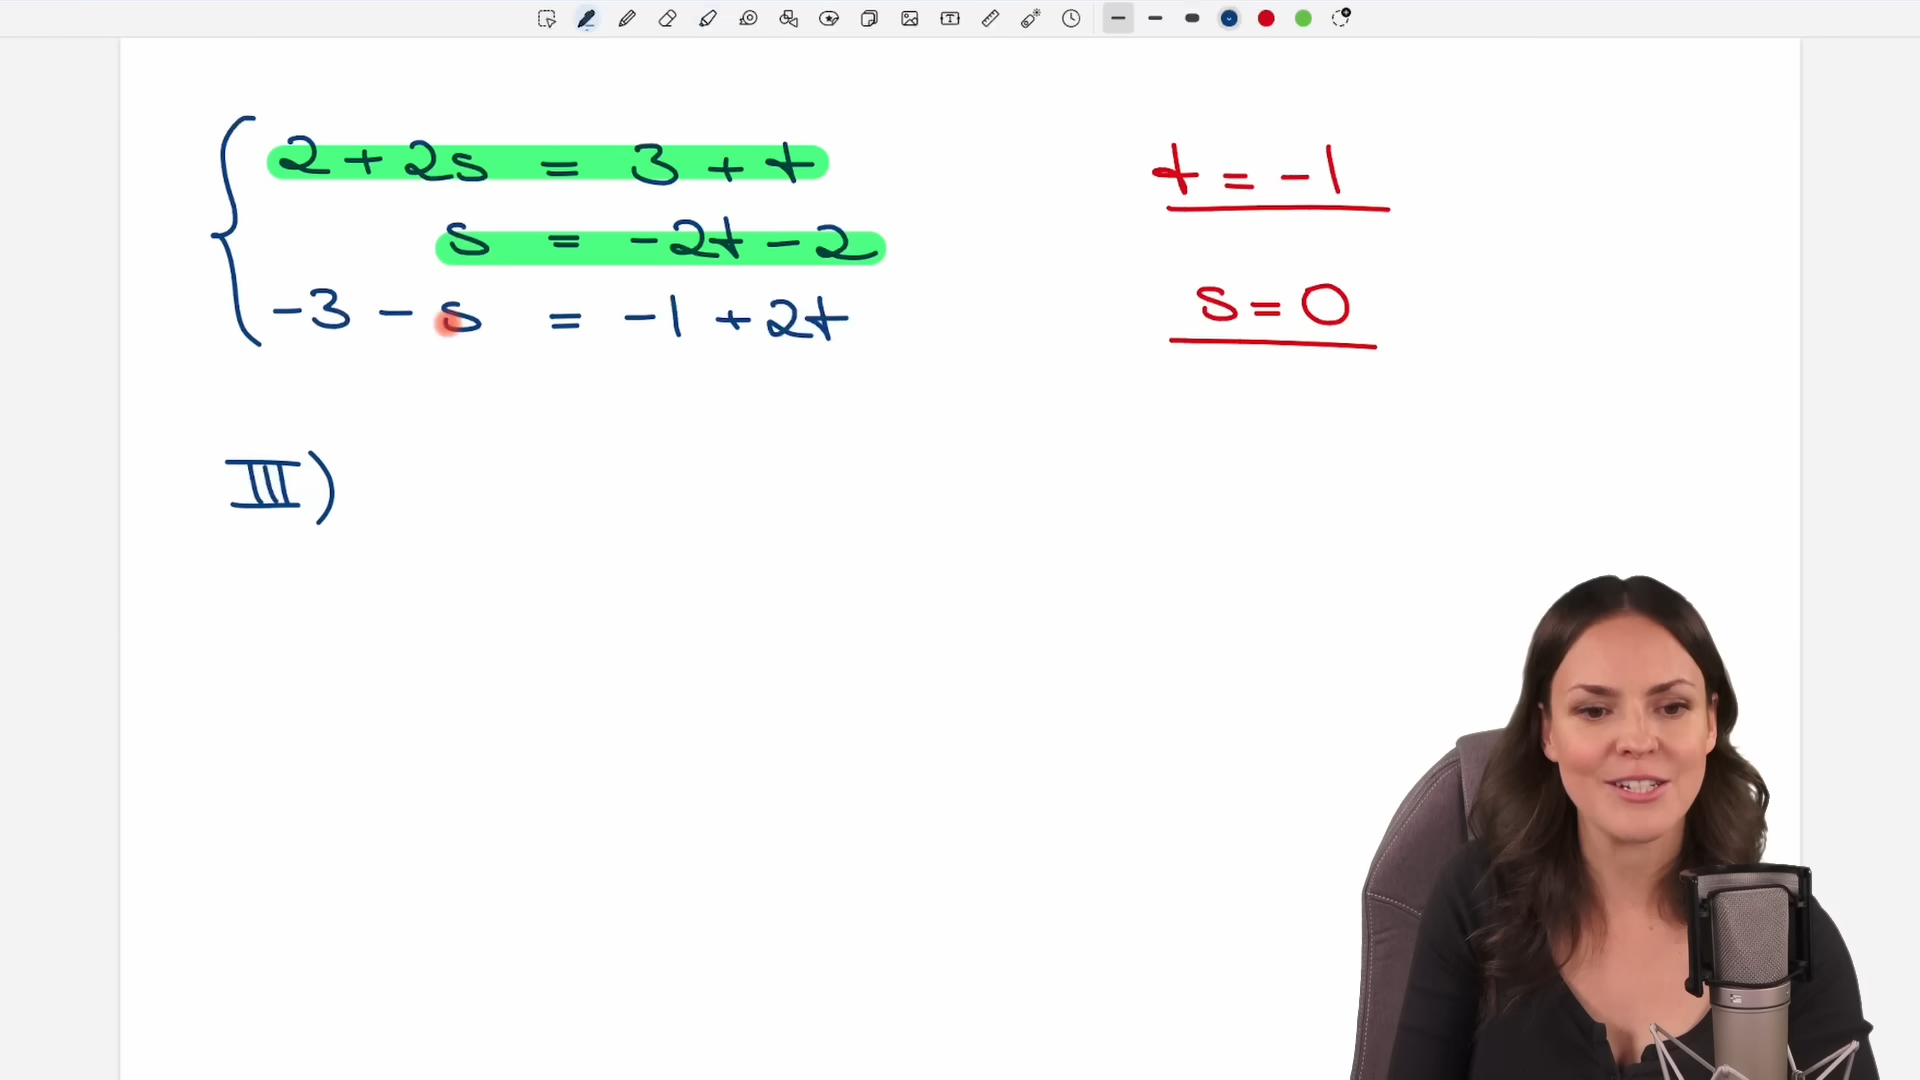 2 + 2s = 3 + t
s = -2t - 2
-3 - s = -1 + 2t
t = -1
s = 0
III)